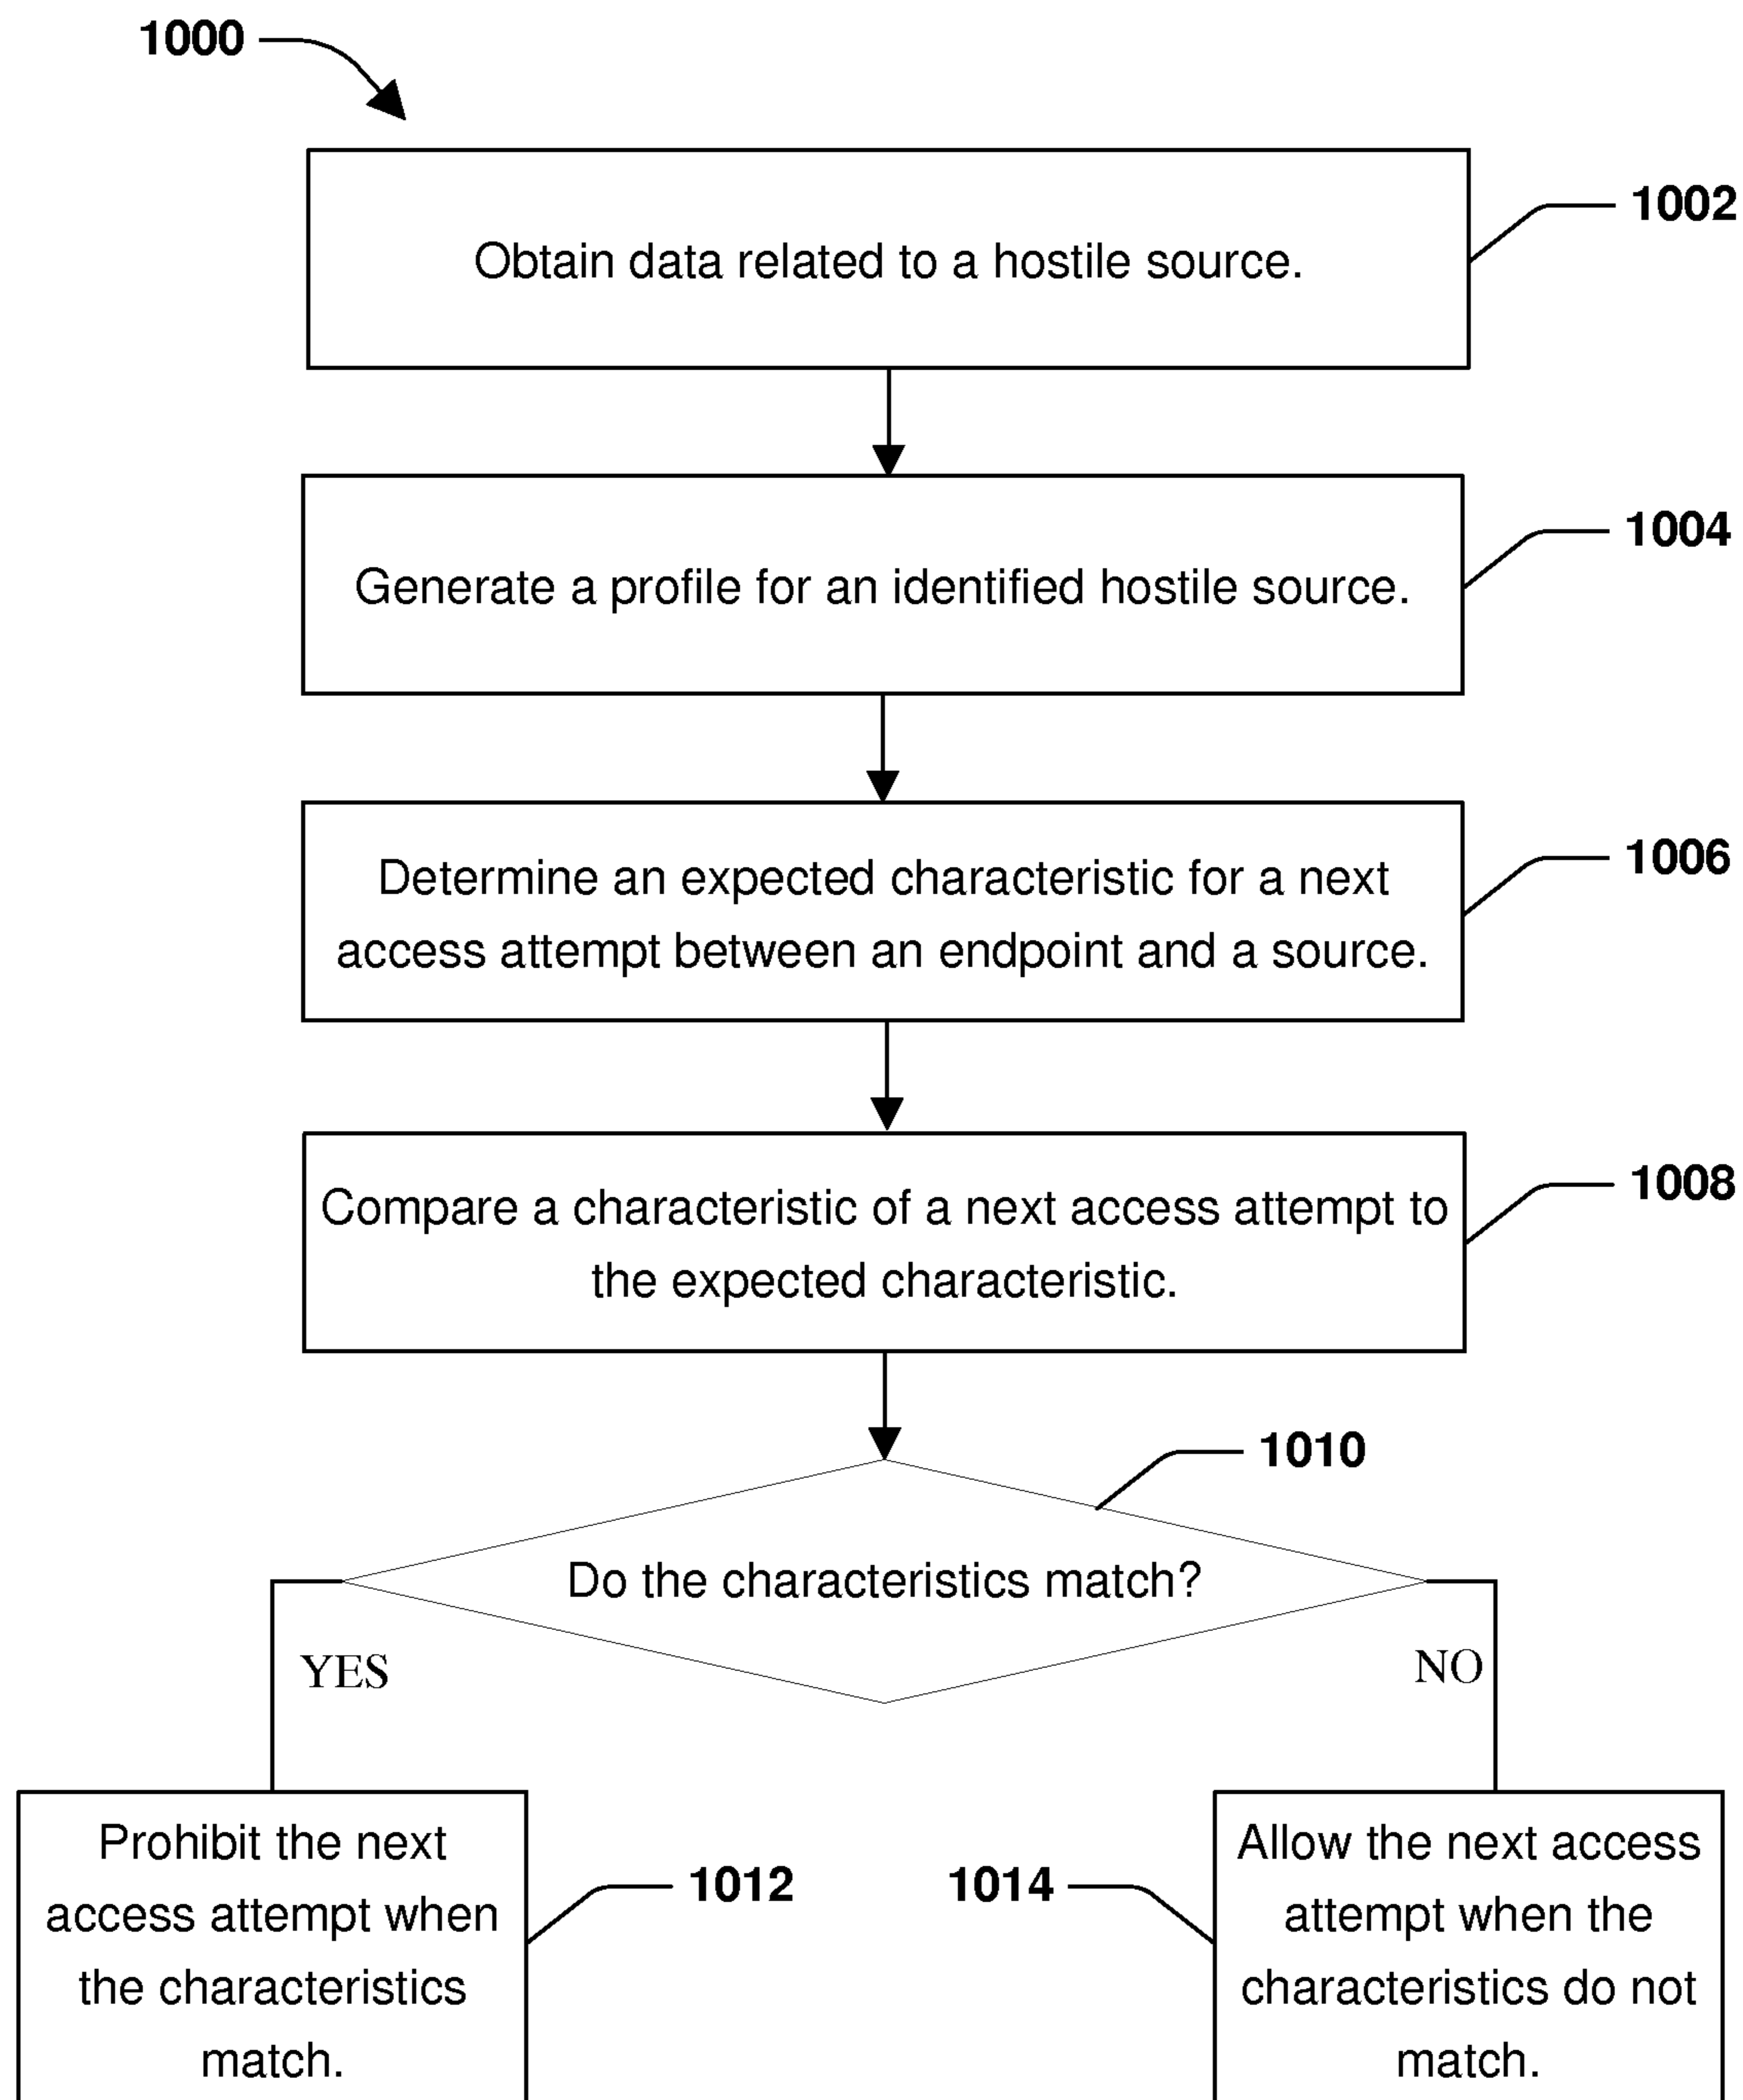 1000
1002
Obtain data related to a hostile source.
1004
Generate a profile for an identified hostile source.
1006
Determine an expected characteristic for a next
access attempt between an endpoint and a source.
1008
Compare a characteristic of a next access attempt to
the expected characteristic.
1010
Do the characteristics match?
YES
NO
Prohibit the next
access attempt when
the characteristics
match.
1012
1014
Allow the next access
attempt when the
characteristics do not
match.